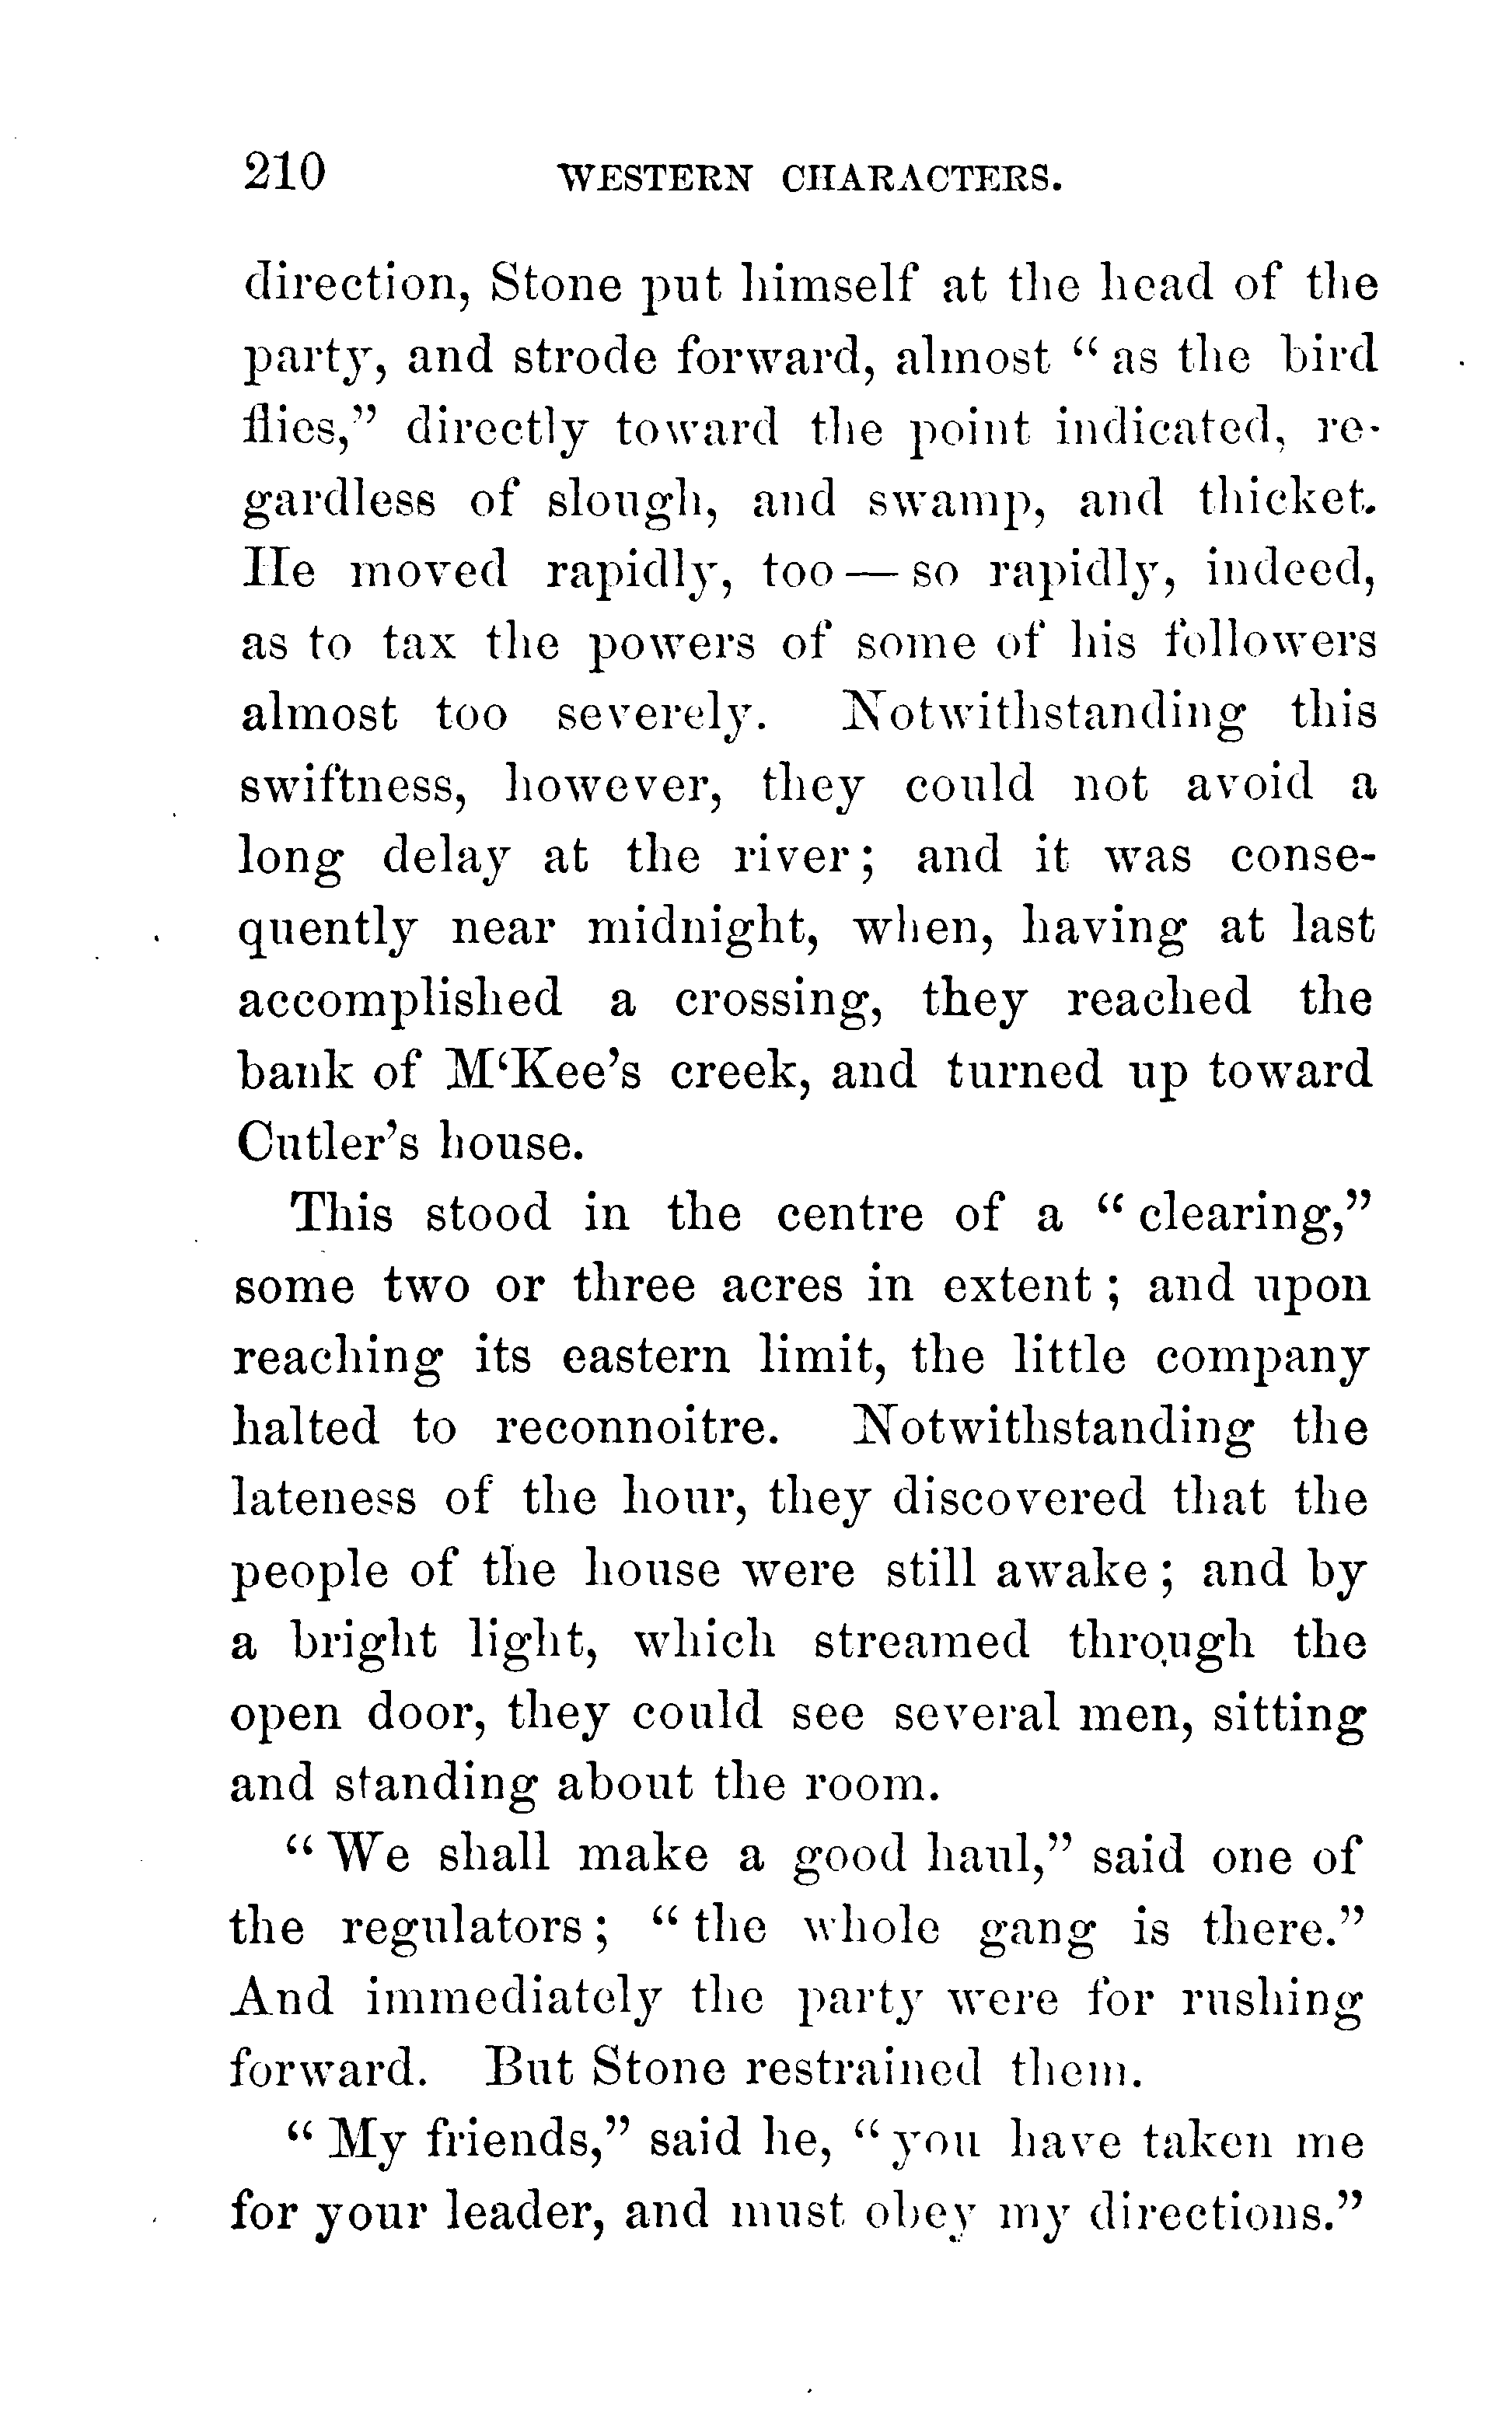 210 WESTERN CHARACTERS.
direction, Stone put himself at the head of the
party, and strode forward, almost “as the bird
flies,” directly toward the point indicated, re-
gardless of slough, and swamp, and thicket.
He moved rapidly, too — so rapidly, indeed,
as to tax the powers of some of his followers
almost too severely. Notwithstanding this
swiftness, however, they could not avoid a
long delay at the river; and it was conse-
quently near midnight, when, having at last
accomplished a crossing, they reached the
bank of M‘Kee’s creek, and turned up toward
Cutler’s house.
This stood in the centre of a “clearing,”
some two or three acres in extent; and upon
reaching its eastern limit, the little company
halted to reconnoitre. Notwithstanding the
lateness of the hour, they discovered that the
people of the house were still awake; and by
a bright light, which streamed through the
open door, they could see several men, sitting
and standing about the room.
“We shall make a good haul,” said one of
the regulators; “the whole gang is there.”
And immediately the party were for rushing
forward. But Stone restrained them.
“My friends,” said he, “you have taken me
for your leader, and must obey my directions.”